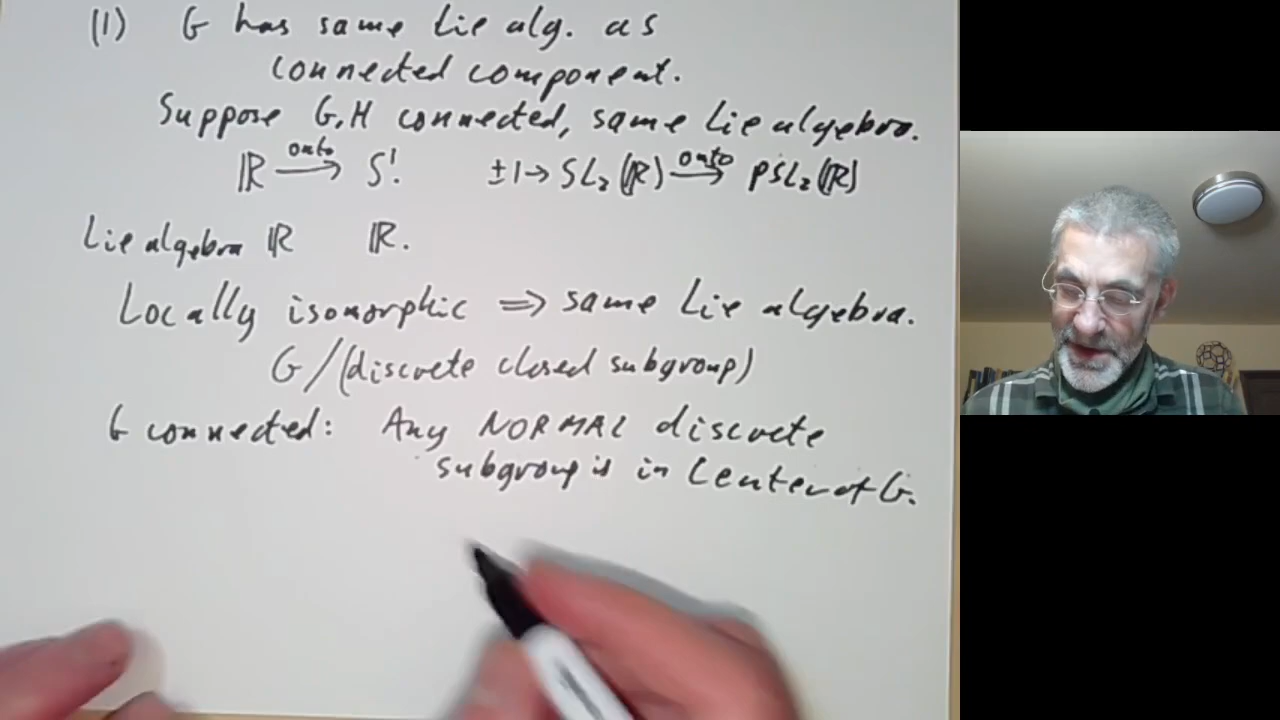 (1) G has same Lie alg. as
connected component.
Suppose G,H connected, same Lie algebra.
ℝ onto⟶ S¹. ±1→ SL₂(ℝ) onto⟶ PSL₂(ℝ)
Lie algebra ℝ ℝ.
Locally isomorphic ⇒ same Lie algebra.
G/(discrete closed subgroup)
G connected: Any NORMAL discrete
subgroup is in Center of G.